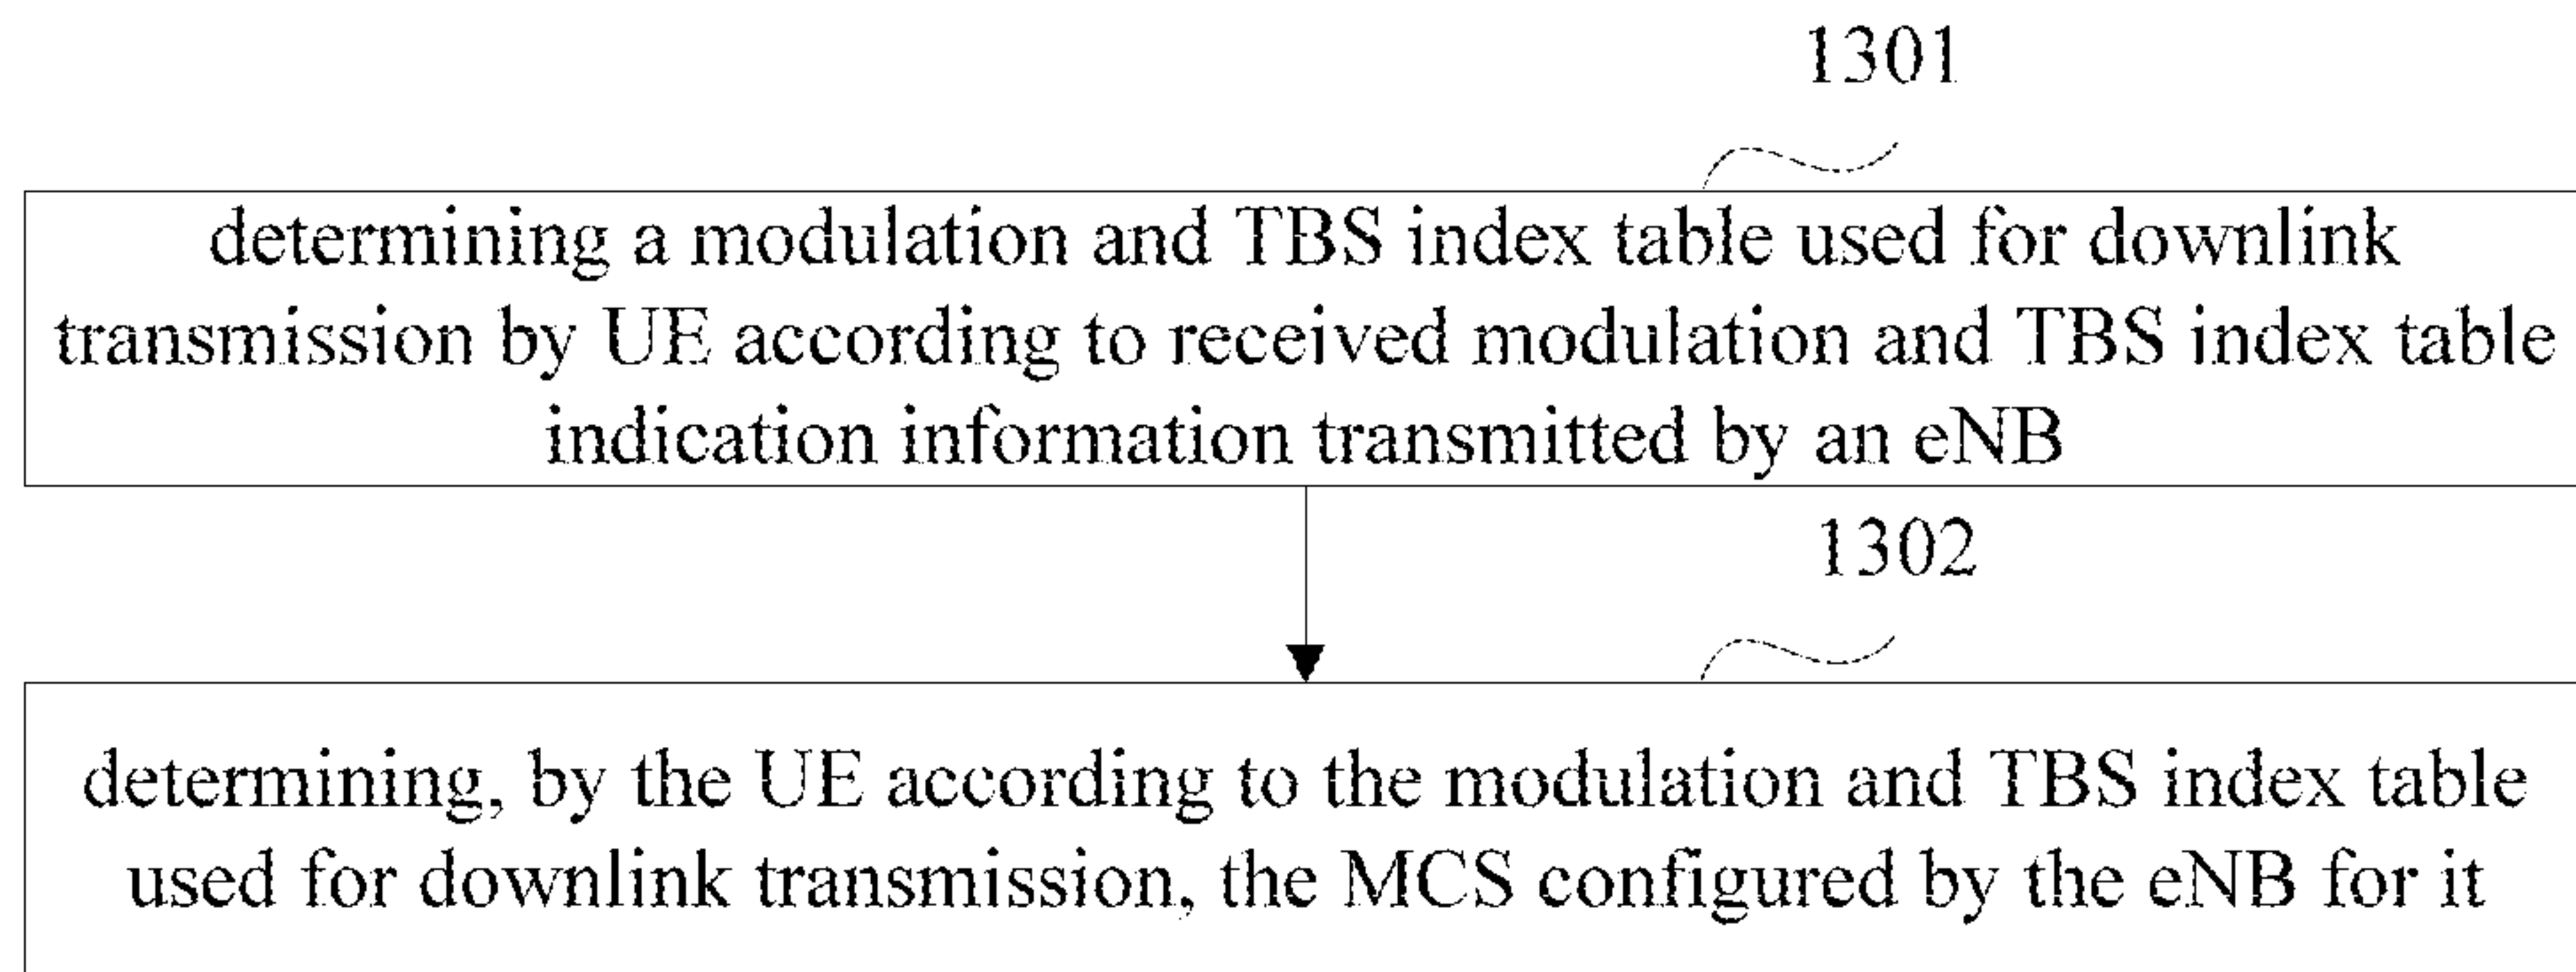 1301
determining a modulation and TBS index table used for downlink
transmission by UE according to received modulation and TBS index table
indication information transmitted by an eNB
1302
determining, by the UE according to the modulation and TBS index table
used for downlink transmission, the MCS configured by the eNB for it